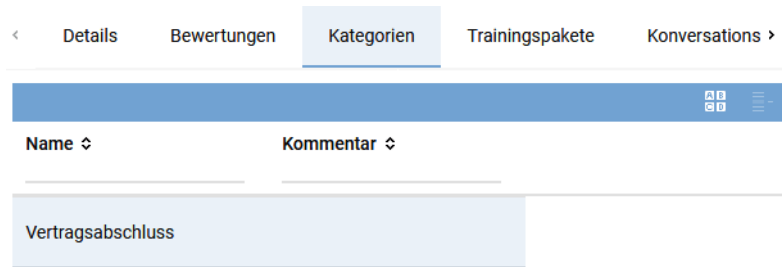 Details Bewertungen Kategorien Trainingspakete Konversations
A B
C D
Name Kommentar
Vertragsabschluss